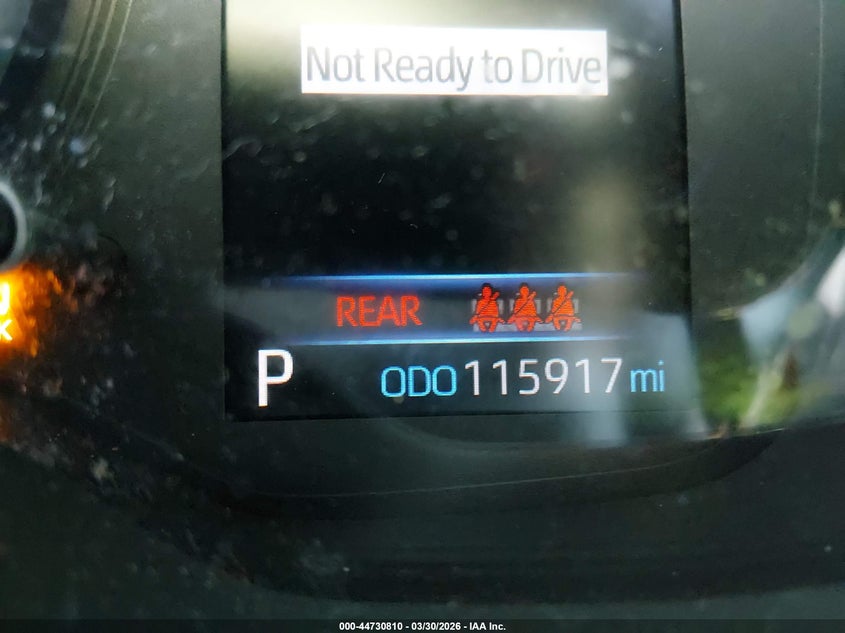 Not Ready to Drive
REAR
P ODO 115917 mi
000-44730810 - 03/30/2026 - IAA Inc.